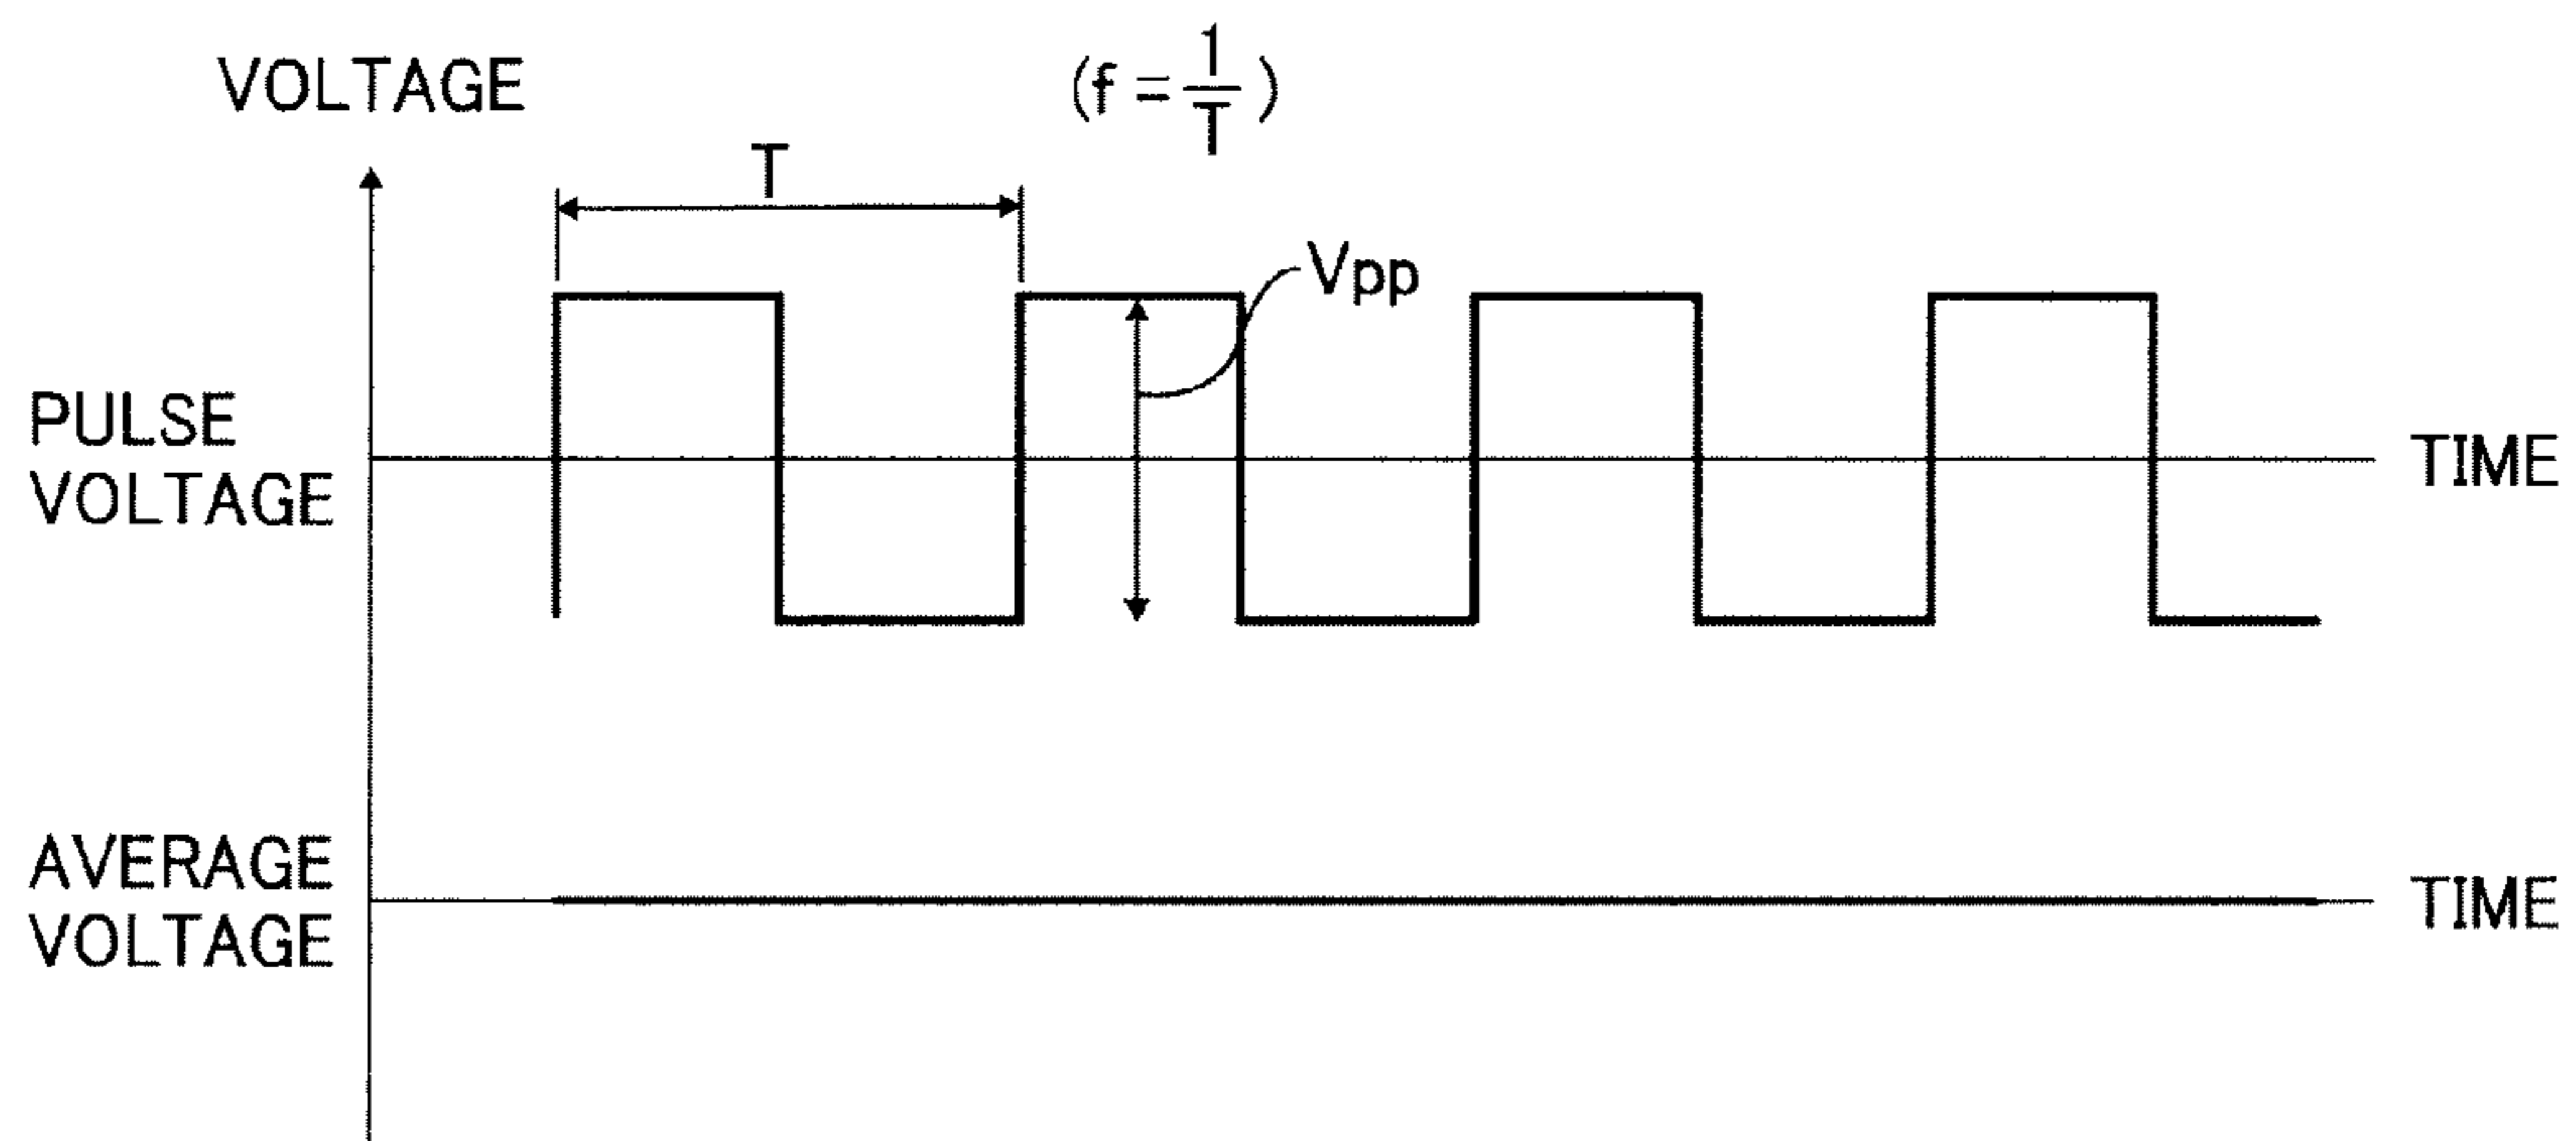 VOLTAGE
(f = 1/T)
T
Vpp
PULSE
VOLTAGE
TIME
AVERAGE
VOLTAGE
TIME